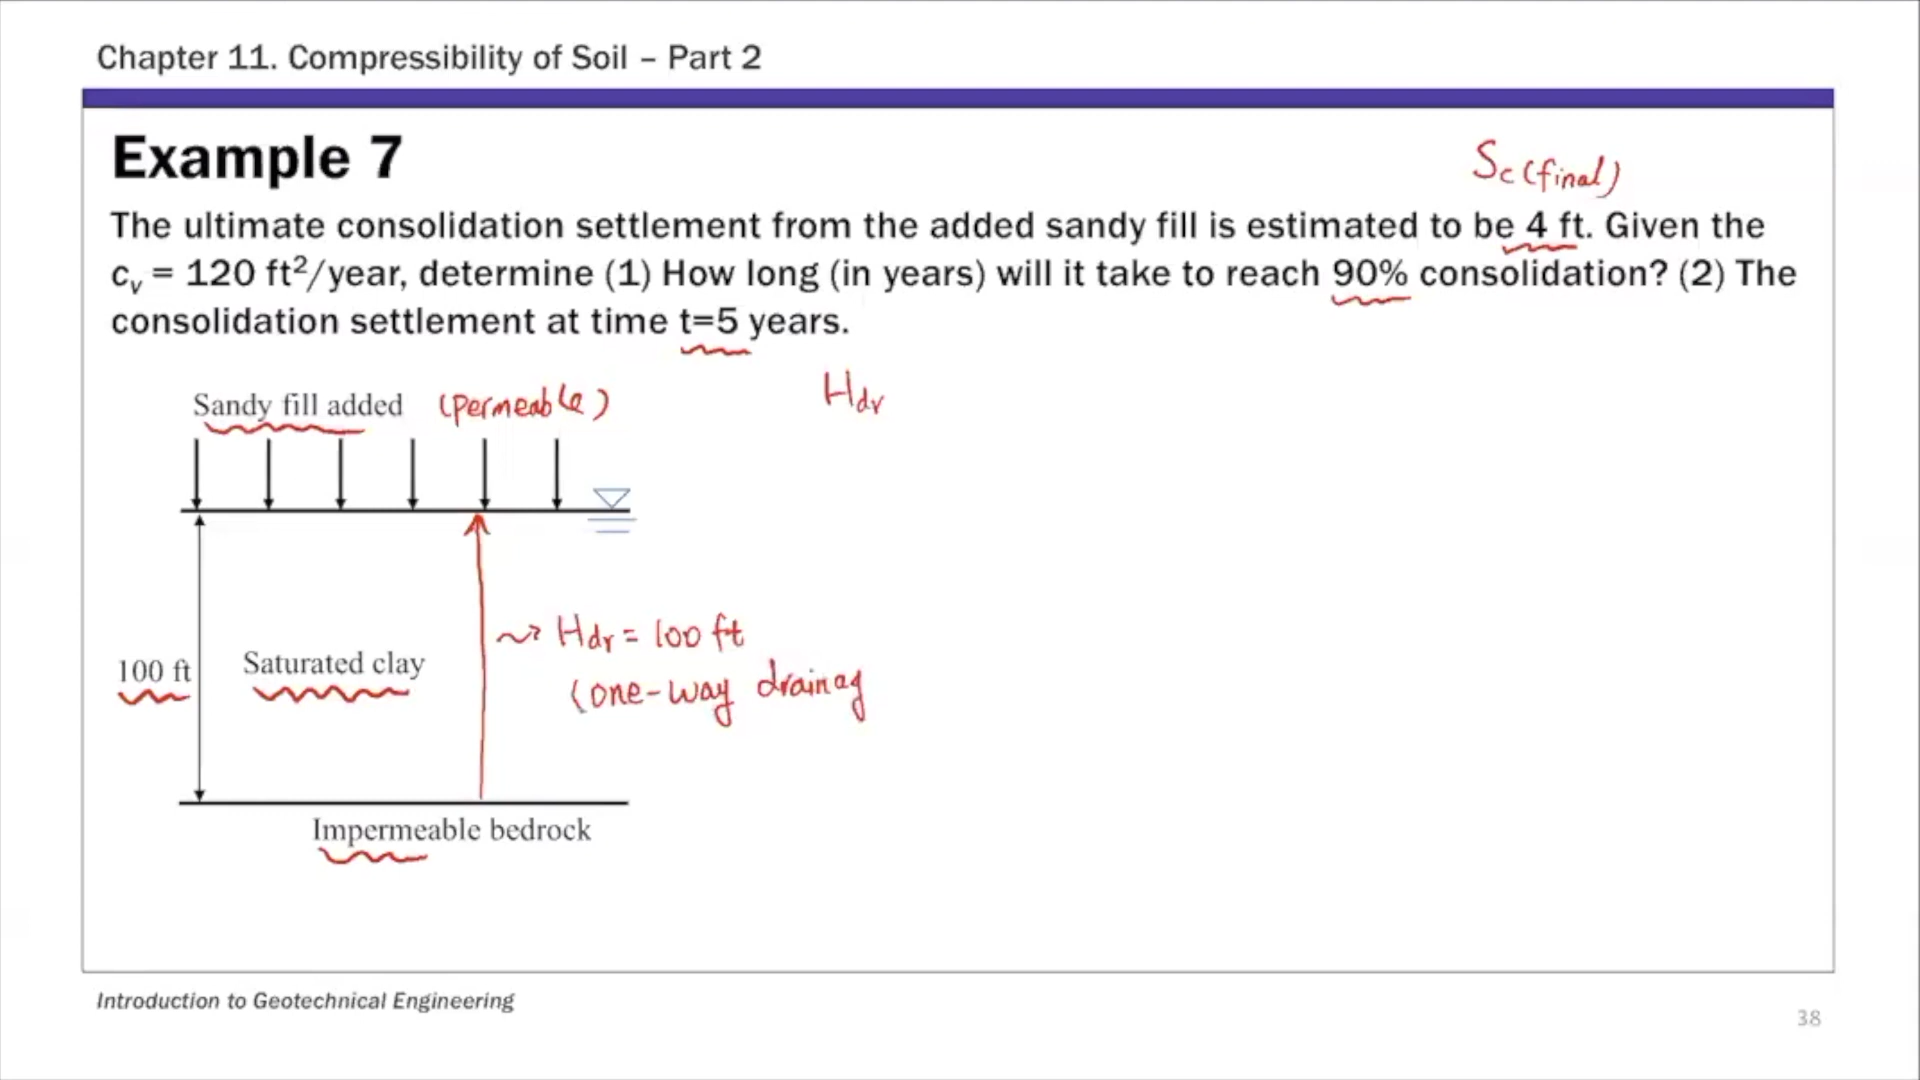 Chapter 11. Compressibility of Soil – Part 2
Example 7
Sc(final)
The ultimate consolidation settlement from the added sandy fill is estimated to be 4 ft. Given the
cᵥ = 120 ft²/year, determine (1) How long (in years) will it take to reach 90% consolidation? (2) The
consolidation settlement at time t=5 years.
Sandy fill added (permeable)
Hdr
Hdr = 100 ft
100 ft
Saturated clay
(one-way drainag
Impermeable bedrock
Introduction to Geotechnical Engineering
38